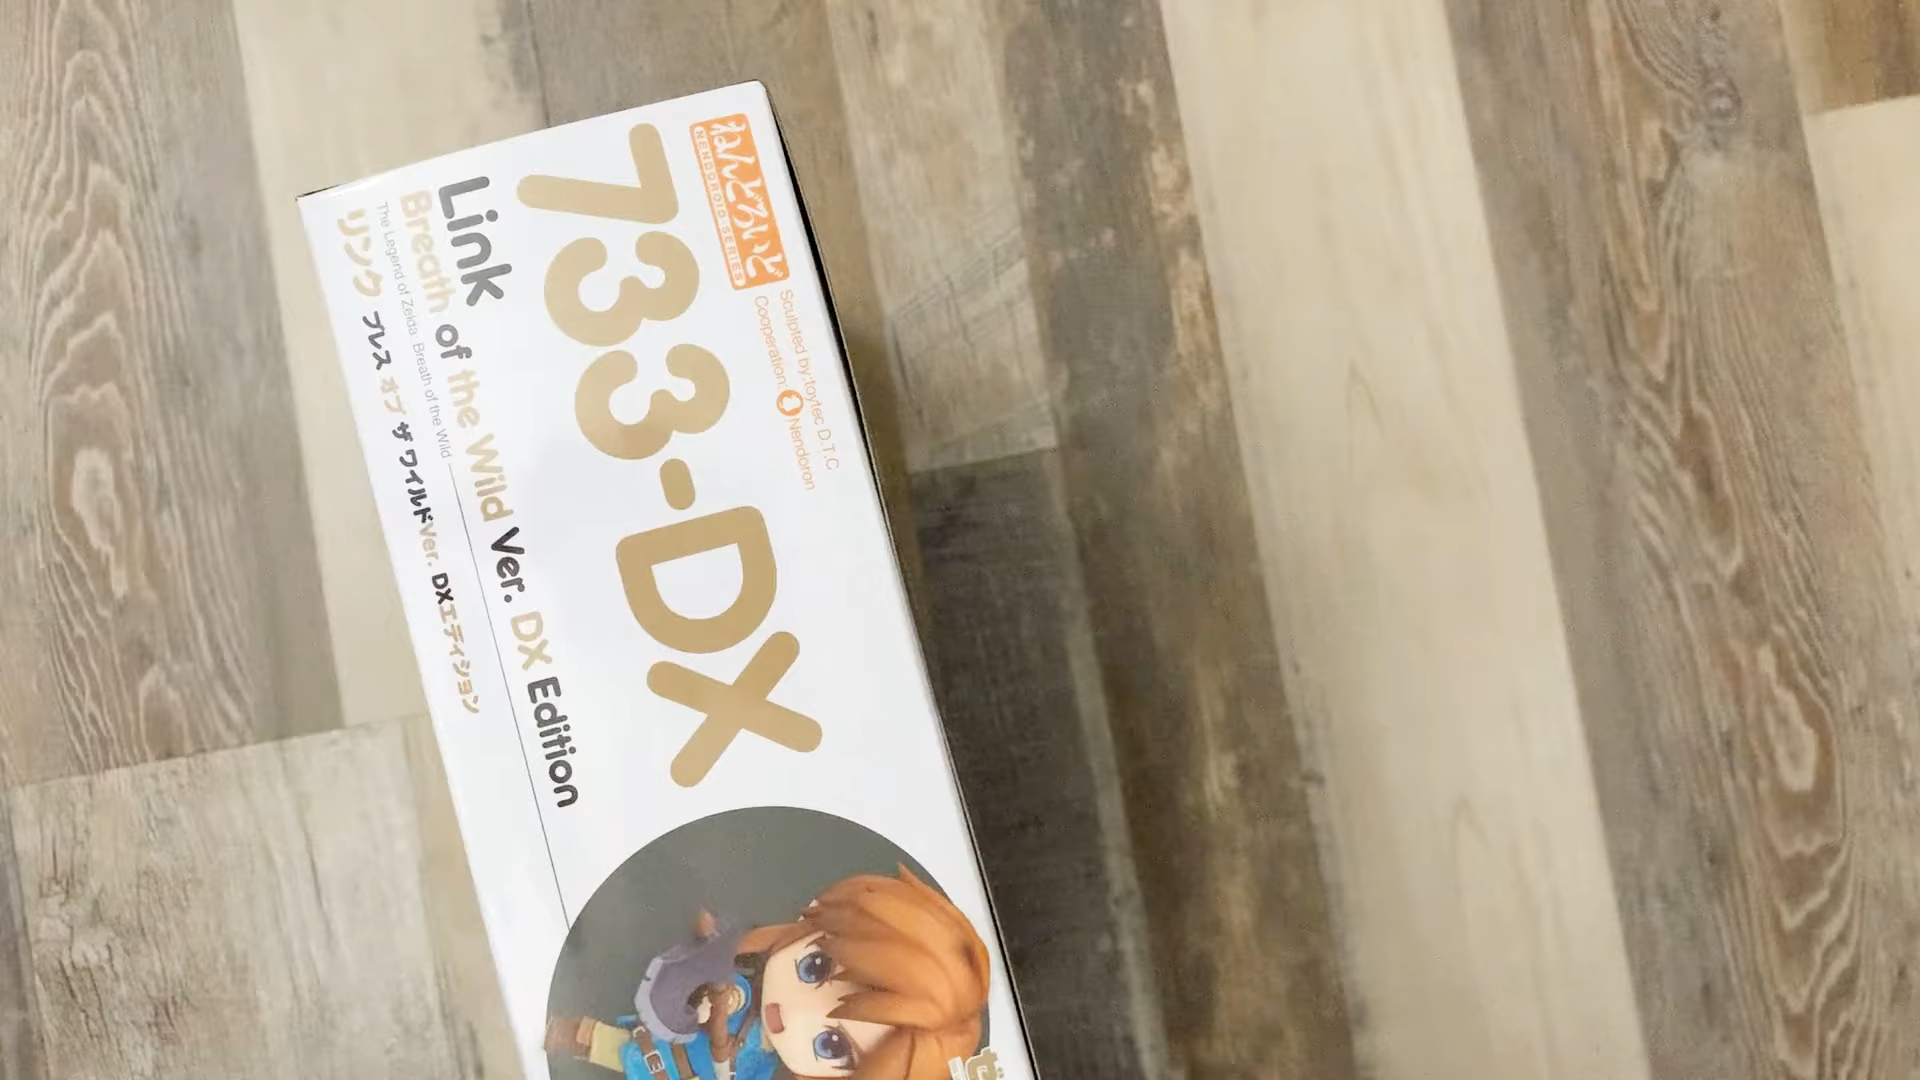 ねんどろいど
NENDOROID SERIES
Sculpted by:toytec D.T.C
Cooperation: Nendoron
733-DX
Link
Breath of the Wild Ver. DX Edition
The Legend of Zelda: Breath of the Wild
リンク ブレス オブ ザ ワイルドVer. DXエディション
ゼ